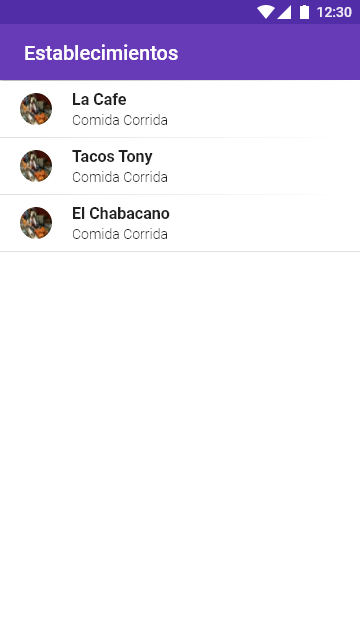 12:30
Establecimientos
La Cafe
Comida Corrida
Tacos Tony
Comida Corrida
El Chabacano
Comida Corrida